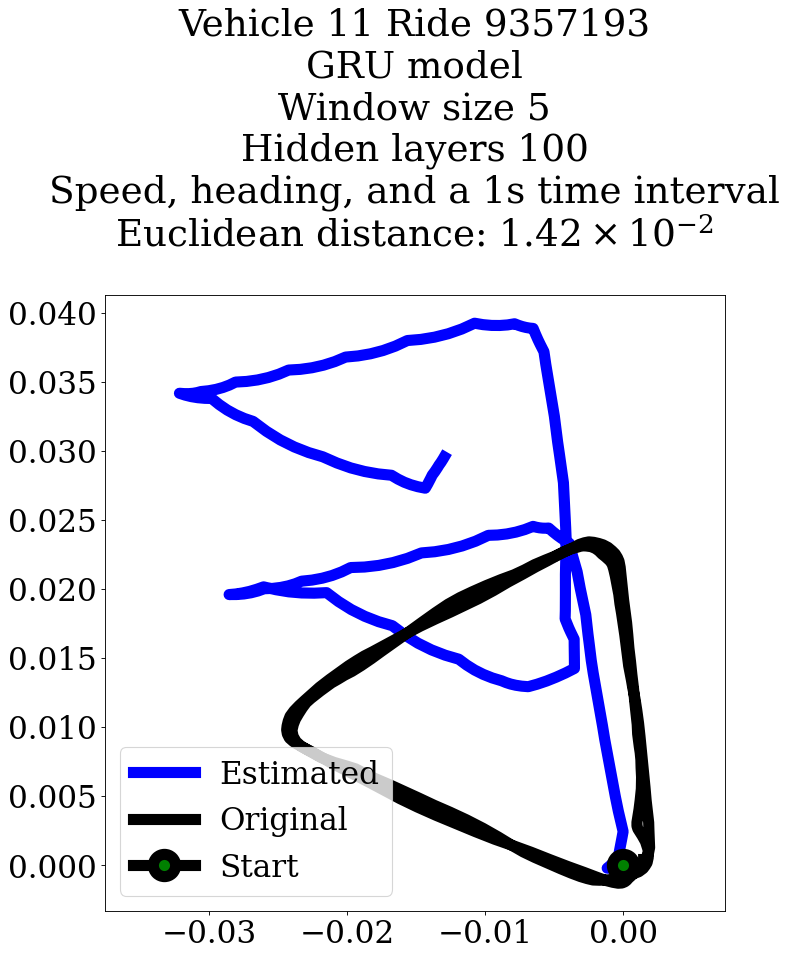 Vehicle 11 Ride 9357193
GRU model
Window size 5
Hidden layers 100
Speed, heading, and a 1s time interval
Euclidean distance: 1.42 × 10⁻²
0.040
0.035
0.030
0.025
0.020
0.015
0.010
0.005
0.000
Estimated
Original
Start
−0.03 −0.02 −0.01 0.00